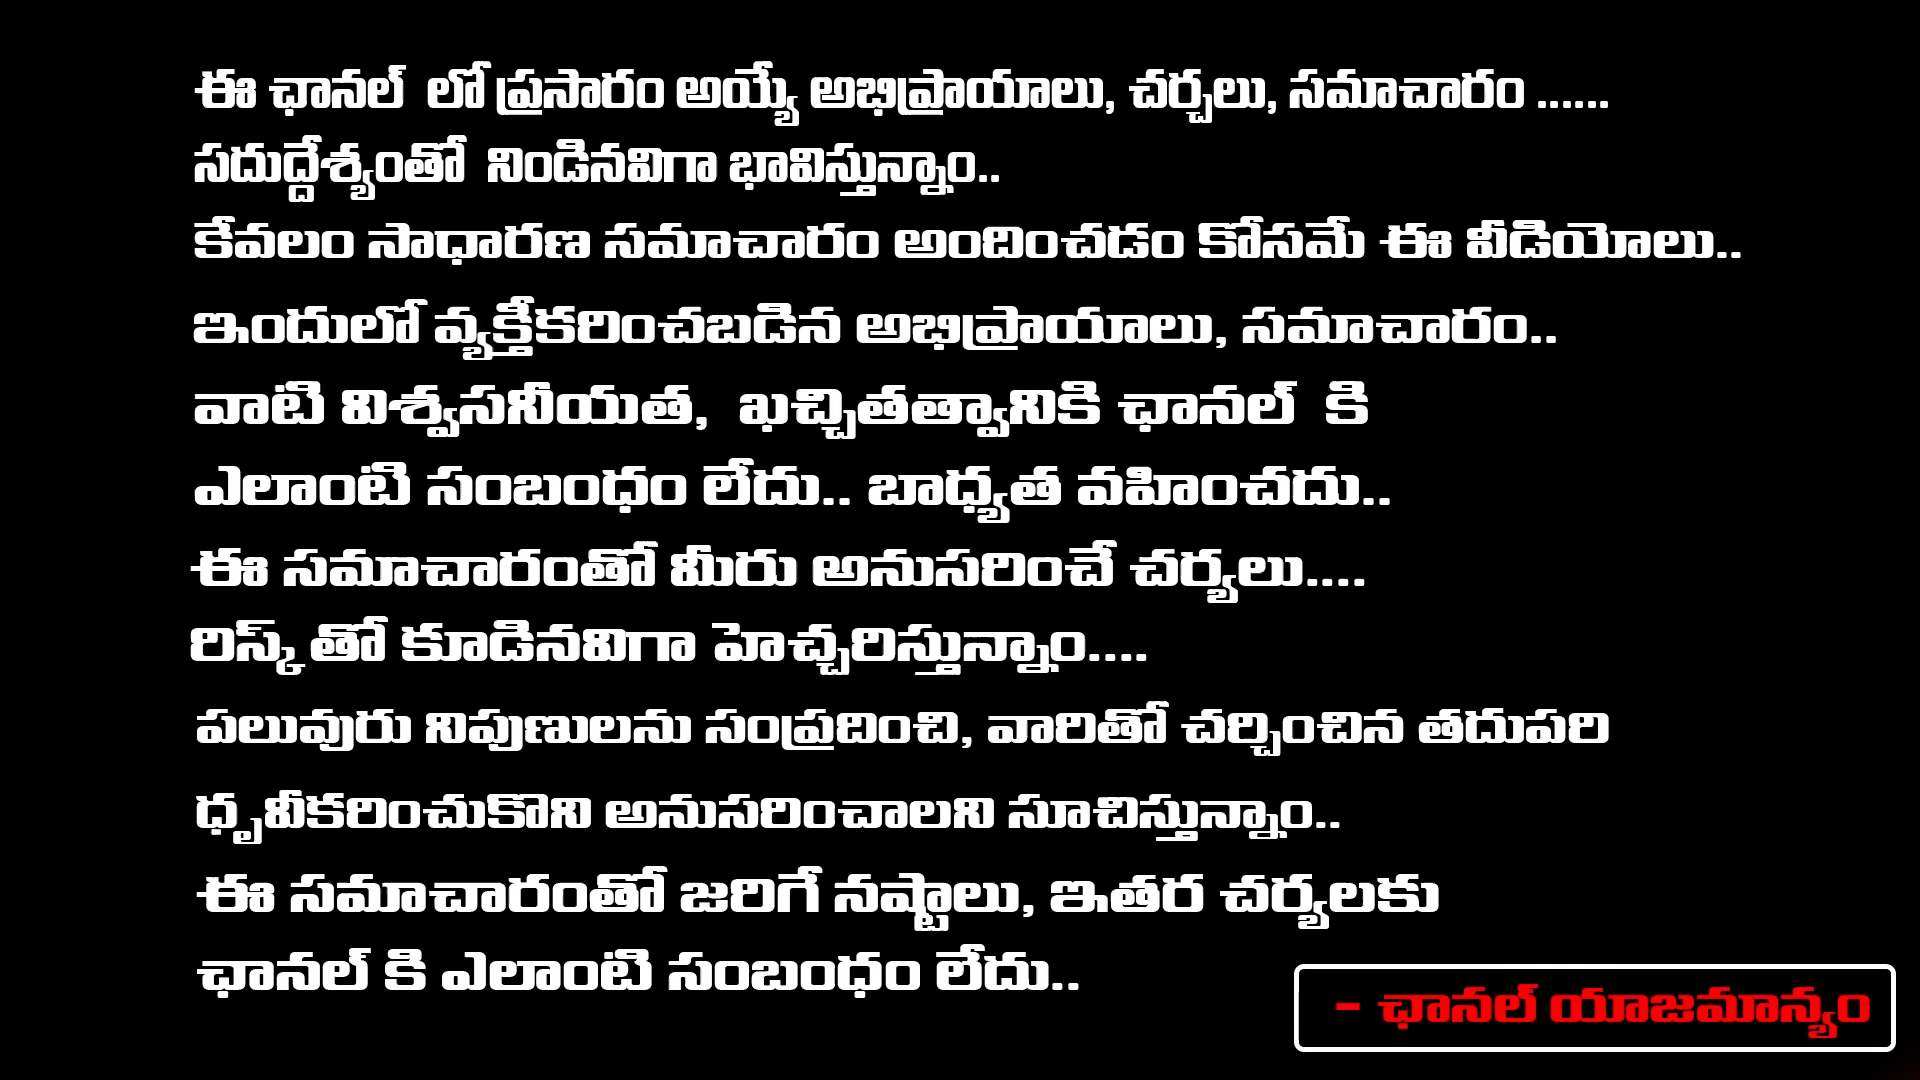 ఈ ఛానల్ లో ప్రసారం అయ్యే అభిప్రాయాలు, చర్చలు, సమాచారం ......
సదుద్దేశ్యంతో నిండినవిగా భావిస్తున్నాం..
కేవలం సాధారణ సమాచారం అందించడం కోసమే ఈ వీడియోలు..
ఇందులో వ్యక్తీకరించబడిన అభిప్రాయాలు, సమాచారం..
వాటి విశ్వసనీయత, ఖచ్చితత్వానికి ఛానల్ కి
ఎలాంటి సంబంధం లేదు.. బాధ్యత వహించదు..
ఈ సమాచారంతో మీరు అనుసరించే చర్యలు....
రిస్క్ తో కూడినవిగా హెచ్చరిస్తున్నాం....
పలువురు నిపుణులను సంప్రదించి, వారితో చర్చించిన తదుపరి
ధృవీకరించుకొని అనుసరించాలని సూచిస్తున్నాం..
ఈ సమాచారంతో జరిగే నష్టాలు, ఇతర చర్యలకు
ఛానల్ కి ఎలాంటి సంబంధం లేదు..
- ఛానల్ యాజమాన్యం